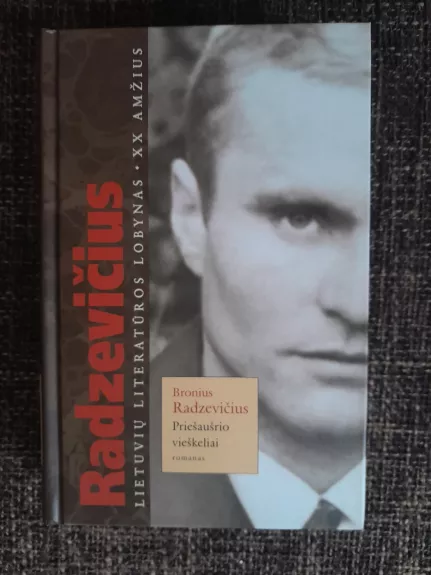 Radzevičius
LIETUVIŲ LITERATŪROS LOBYNAS • XX AMŽIUS
Bronius
Radzevičius
Priešaušrio
vieškeliai
romanas